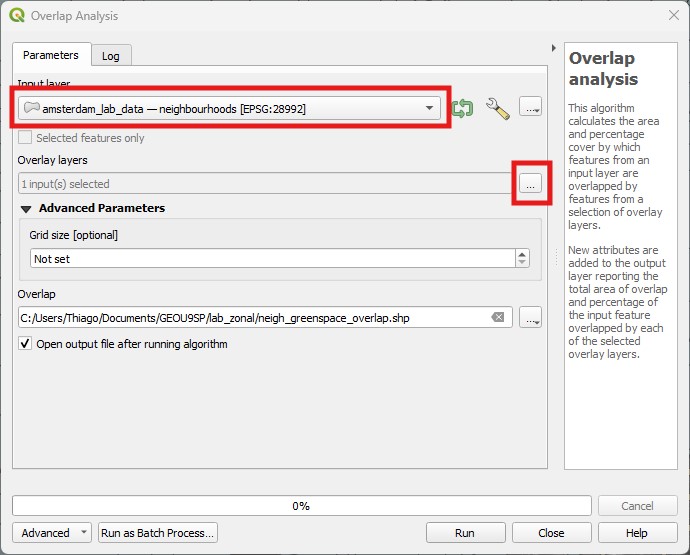 Overlap Analysis
Parameters
Log
Input layer
amsterdam_lab_data — neighbourhoods [EPSG:28992]
...
Selected features only
Overlay layers
1 input(s) selected
...
Advanced Parameters
Grid size [optional]
Not set
Overlap
C:/Users/Thiago/Documents/GEOU9SP/lab_zonal/neigh_greenspace_overlap.shp
...
Open output file after running algorithm
Overlap
analysis
This algorithm
calculates the area
and percentage
cover by which
features from an
input layer are
overlapped by
features from a
selection of overlay
layers.
New attributes are
added to the output
layer reporting the
total area of overlap
and percentage of
the input feature
overlapped by each
of the selected
overlay layers.
0%
Cancel
Advanced
Run as Batch Process...
Run
Close
Help